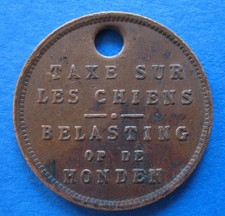 TAXE SUR
LES CHIENS
BELASTING
OP DE
HONDEN